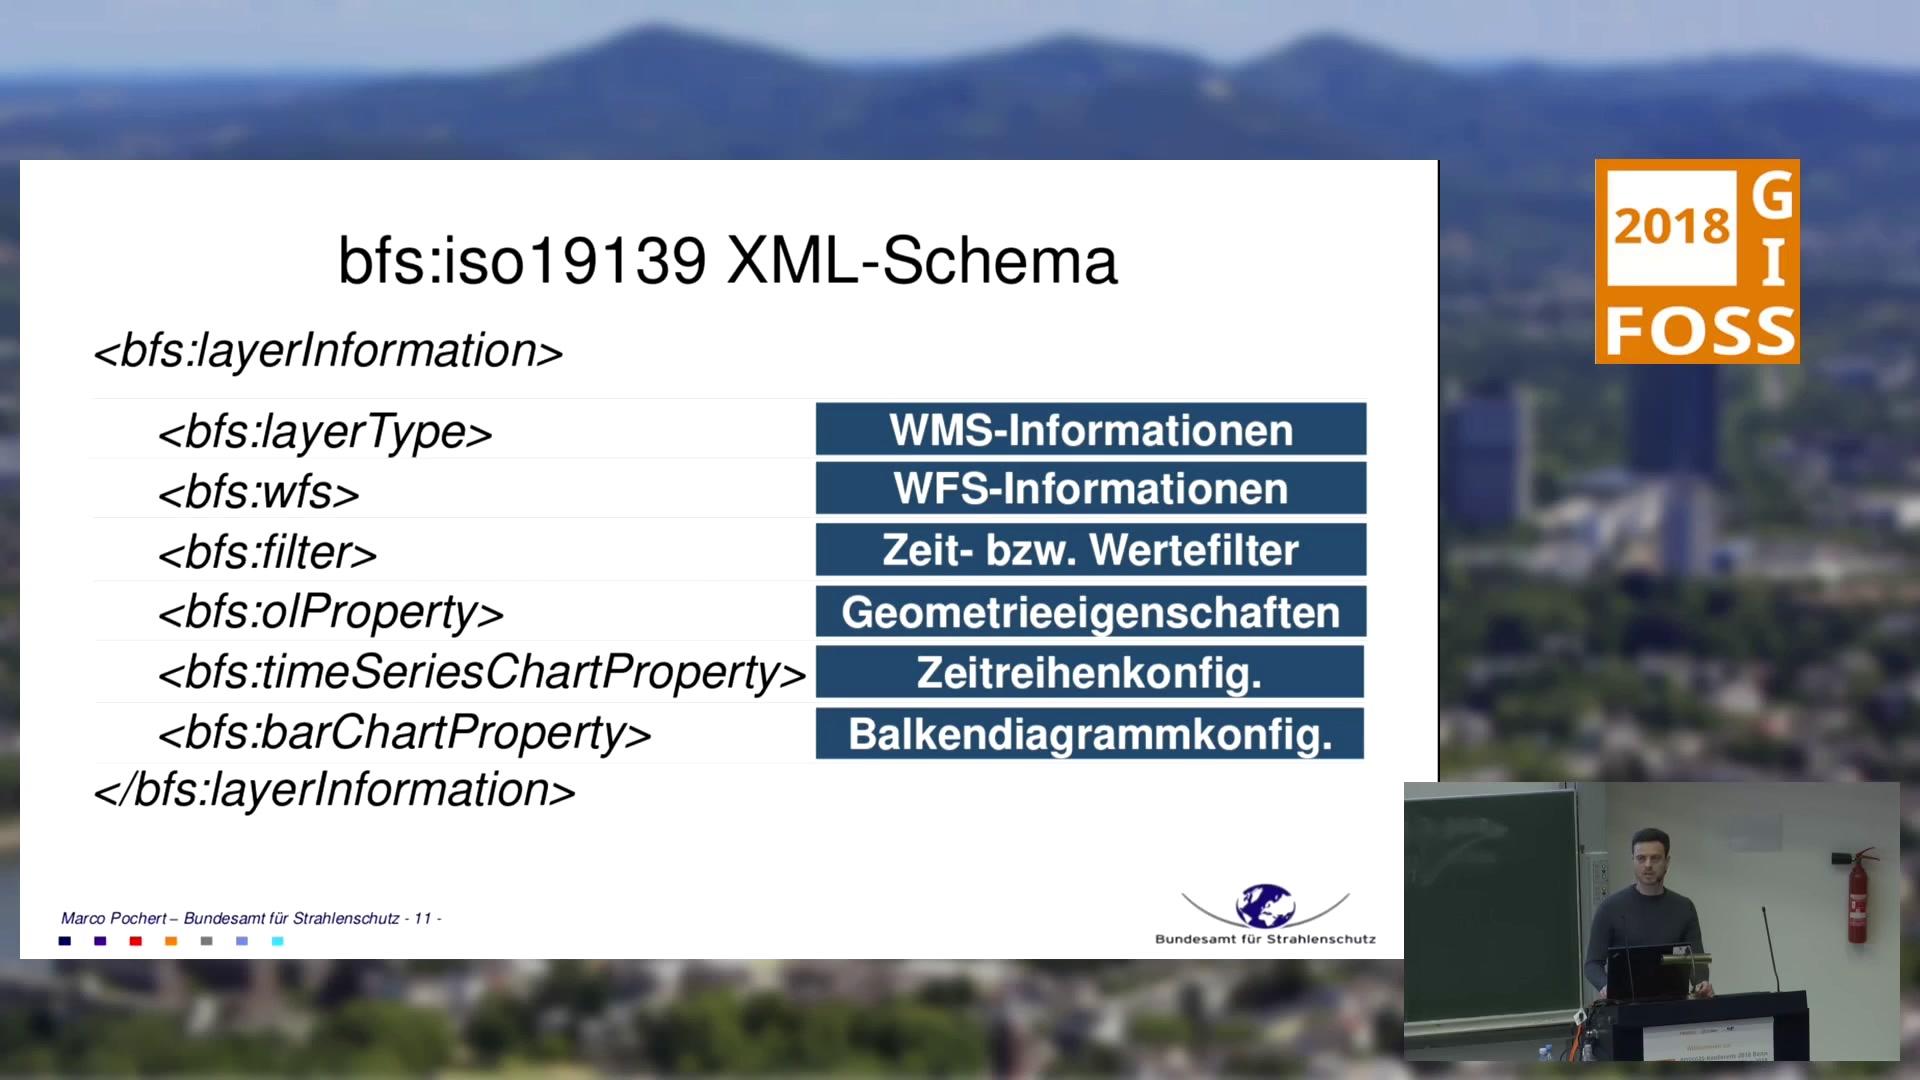 bfs:iso19139 XML-Schema
<bfs:layerInformation>
<bfs:layerType> WMS-Informationen
<bfs:wfs> WFS-Informationen
<bfs:filter> Zeit- bzw. Wertefilter
<bfs:olProperty> Geometrieeigenschaften
<bfs:timeSeriesChartProperty> Zeitreihenkonfig.
<bfs:barChartProperty> Balkendiagrammkonfig.
</bfs:layerInformation>
Marco Pochert – Bundesamt für Strahlenschutz - 11 -
Bundesamt für Strahlenschutz
2018
GI
FOSS